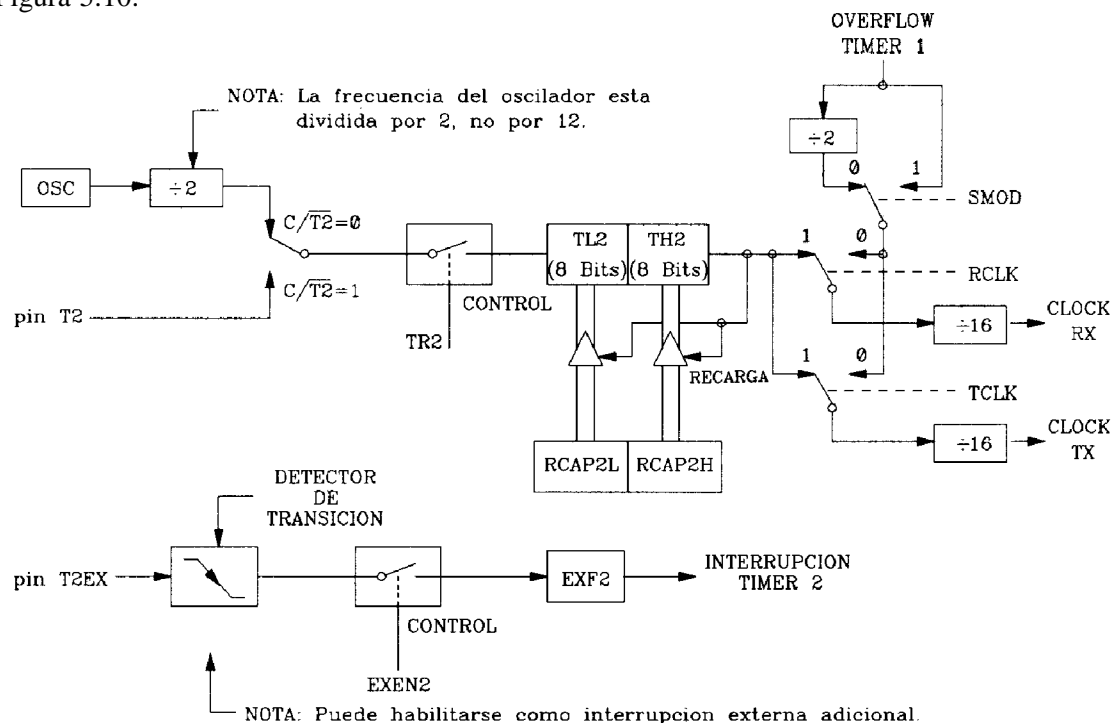 Figura 5.10.
OVERFLOW
TIMER 1
NOTA: La frecuencia del oscilador esta
dividida por 2, no por 12.
÷2
0
1
OSC
÷2
SMOD
C/T2=0
TL2
(8 Bits)
TH2
(8 Bits)
1
0
RCLK
C/T2=1
CONTROL
pin T2
TR2
÷16
CLOCK
RX
1
0
RECARGA
TCLK
CLOCK
TX
÷16
RCAP2L
RCAP2H
DETECTOR
DE
TRANSICION
pin T2EX
EXF2
INTERRUPCION
TIMER 2
CONTROL
EXEN2
NOTA: Puede habilitarse como interrupcion externa adicional.